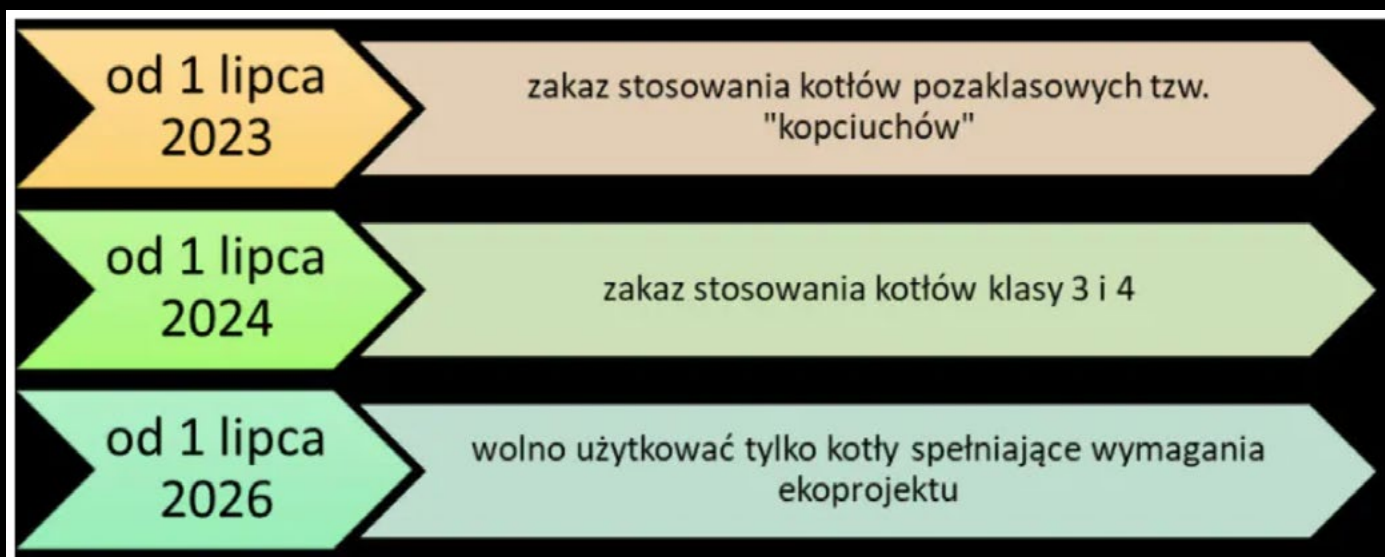 od 1 lipca
2023
zakaz stosowania kotłów pozaklasowych tzw.
"kopciuchów"
od 1 lipca
2024
zakaz stosowania kotłów klasy 3 i 4
od 1 lipca
2026
wolno użytkować tylko kotły spełniające wymagania
ekoprojektu